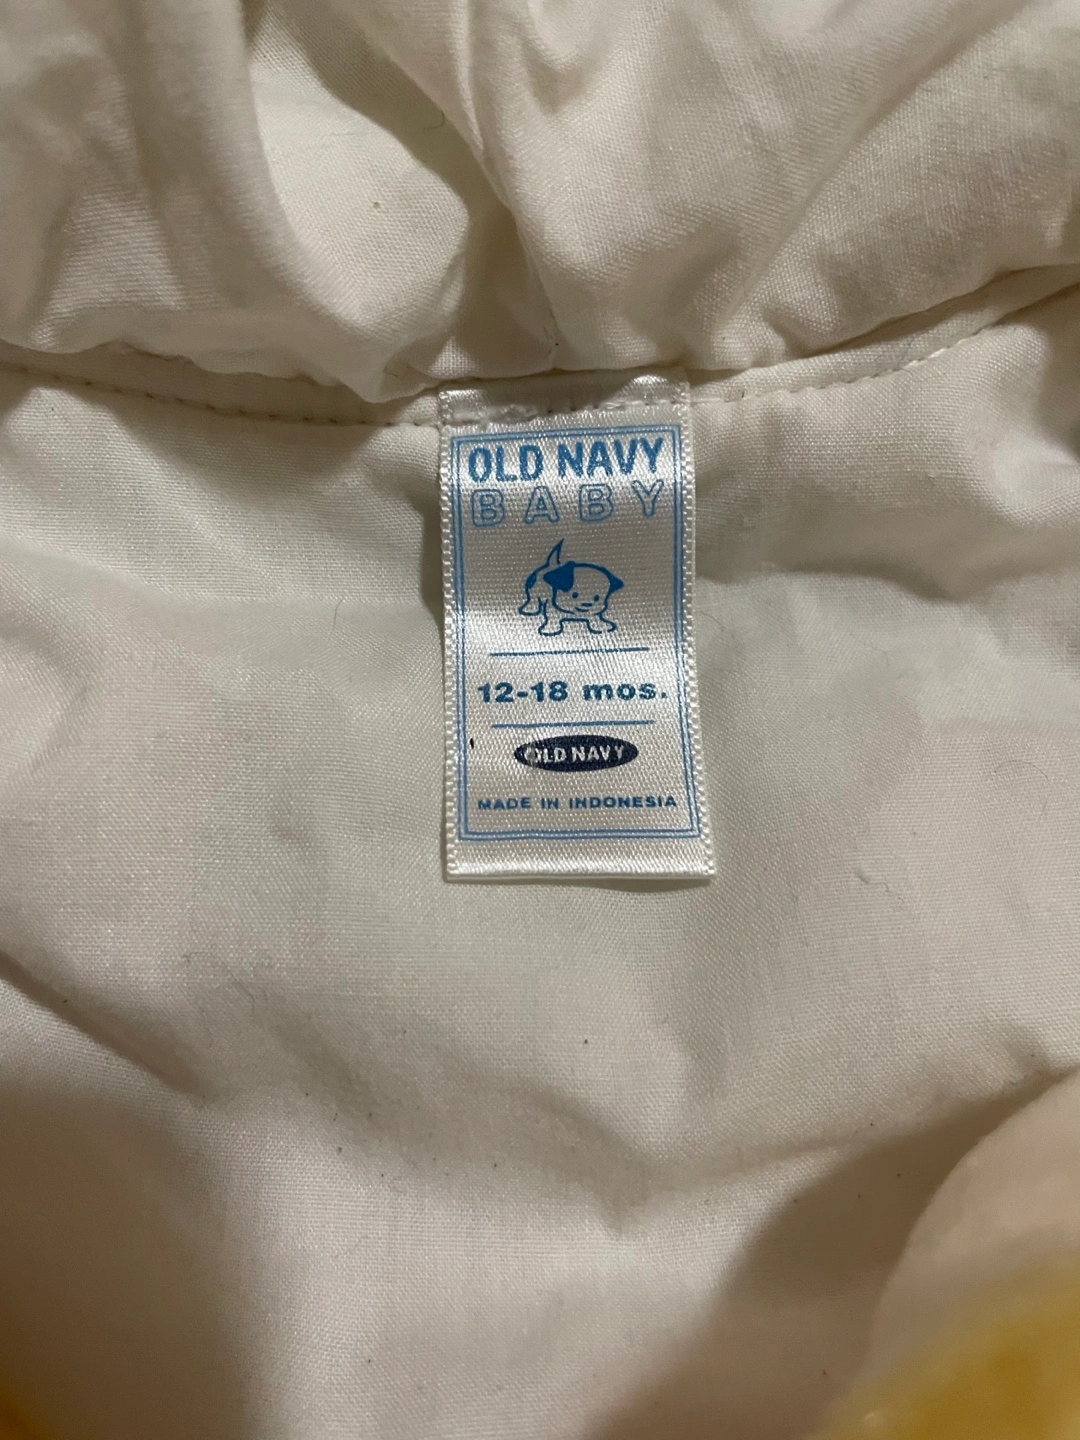 OLD NAVY
BABY
12-18 mos.
OLD NAVY
MADE IN INDONESIA